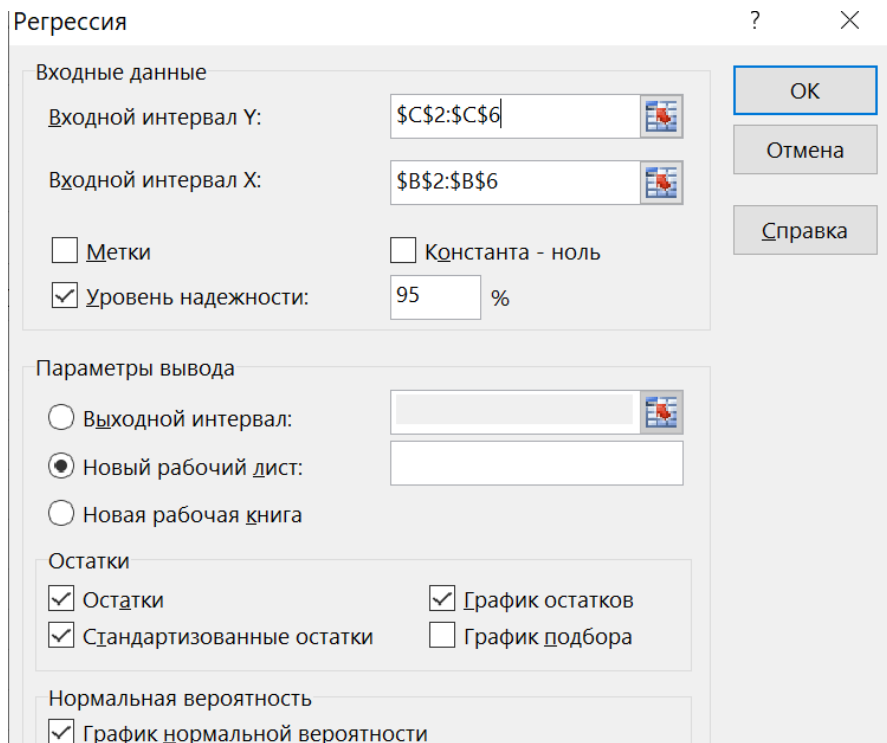 Регрессия ? ×
Входные данные
Входной интервал Y: $C$2:$C$6
Входной интервал X: $B$2:$B$6
Метки Константа - ноль
Уровень надежности: 95 %
OK
Отмена
Справка
Параметры вывода
Выходной интервал:
Новый рабочий лист:
Новая рабочая книга
Остатки
Остатки График остатков
Стандартизованные остатки График подбора
Нормальная вероятность
График нормальной вероятности